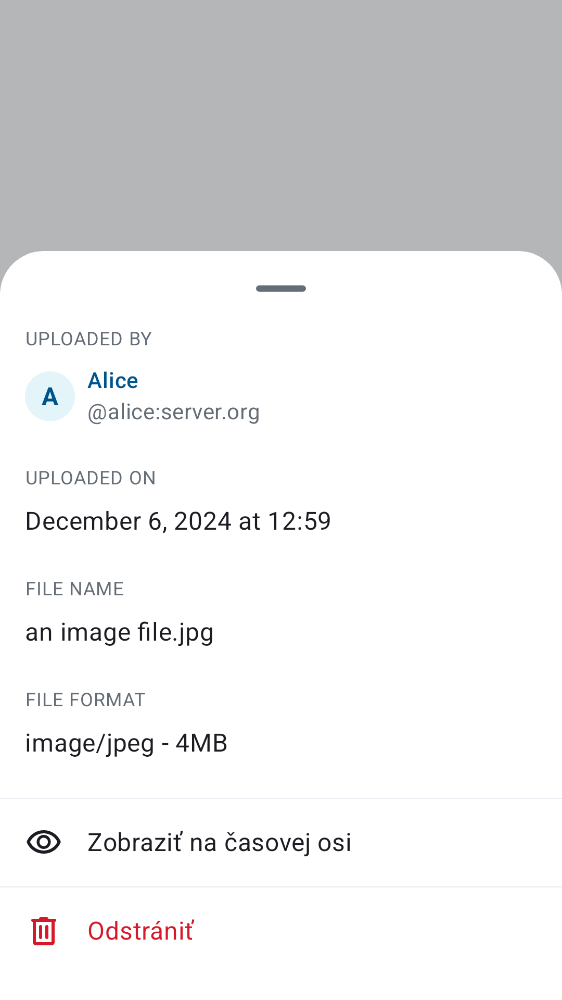 UPLOADED BY
A
Alice
@alice:server.org
UPLOADED ON
December 6, 2024 at 12:59
FILE NAME
an image file.jpg
FILE FORMAT
image/jpeg - 4MB
Zobraziť na časovej osi
Odstrániť